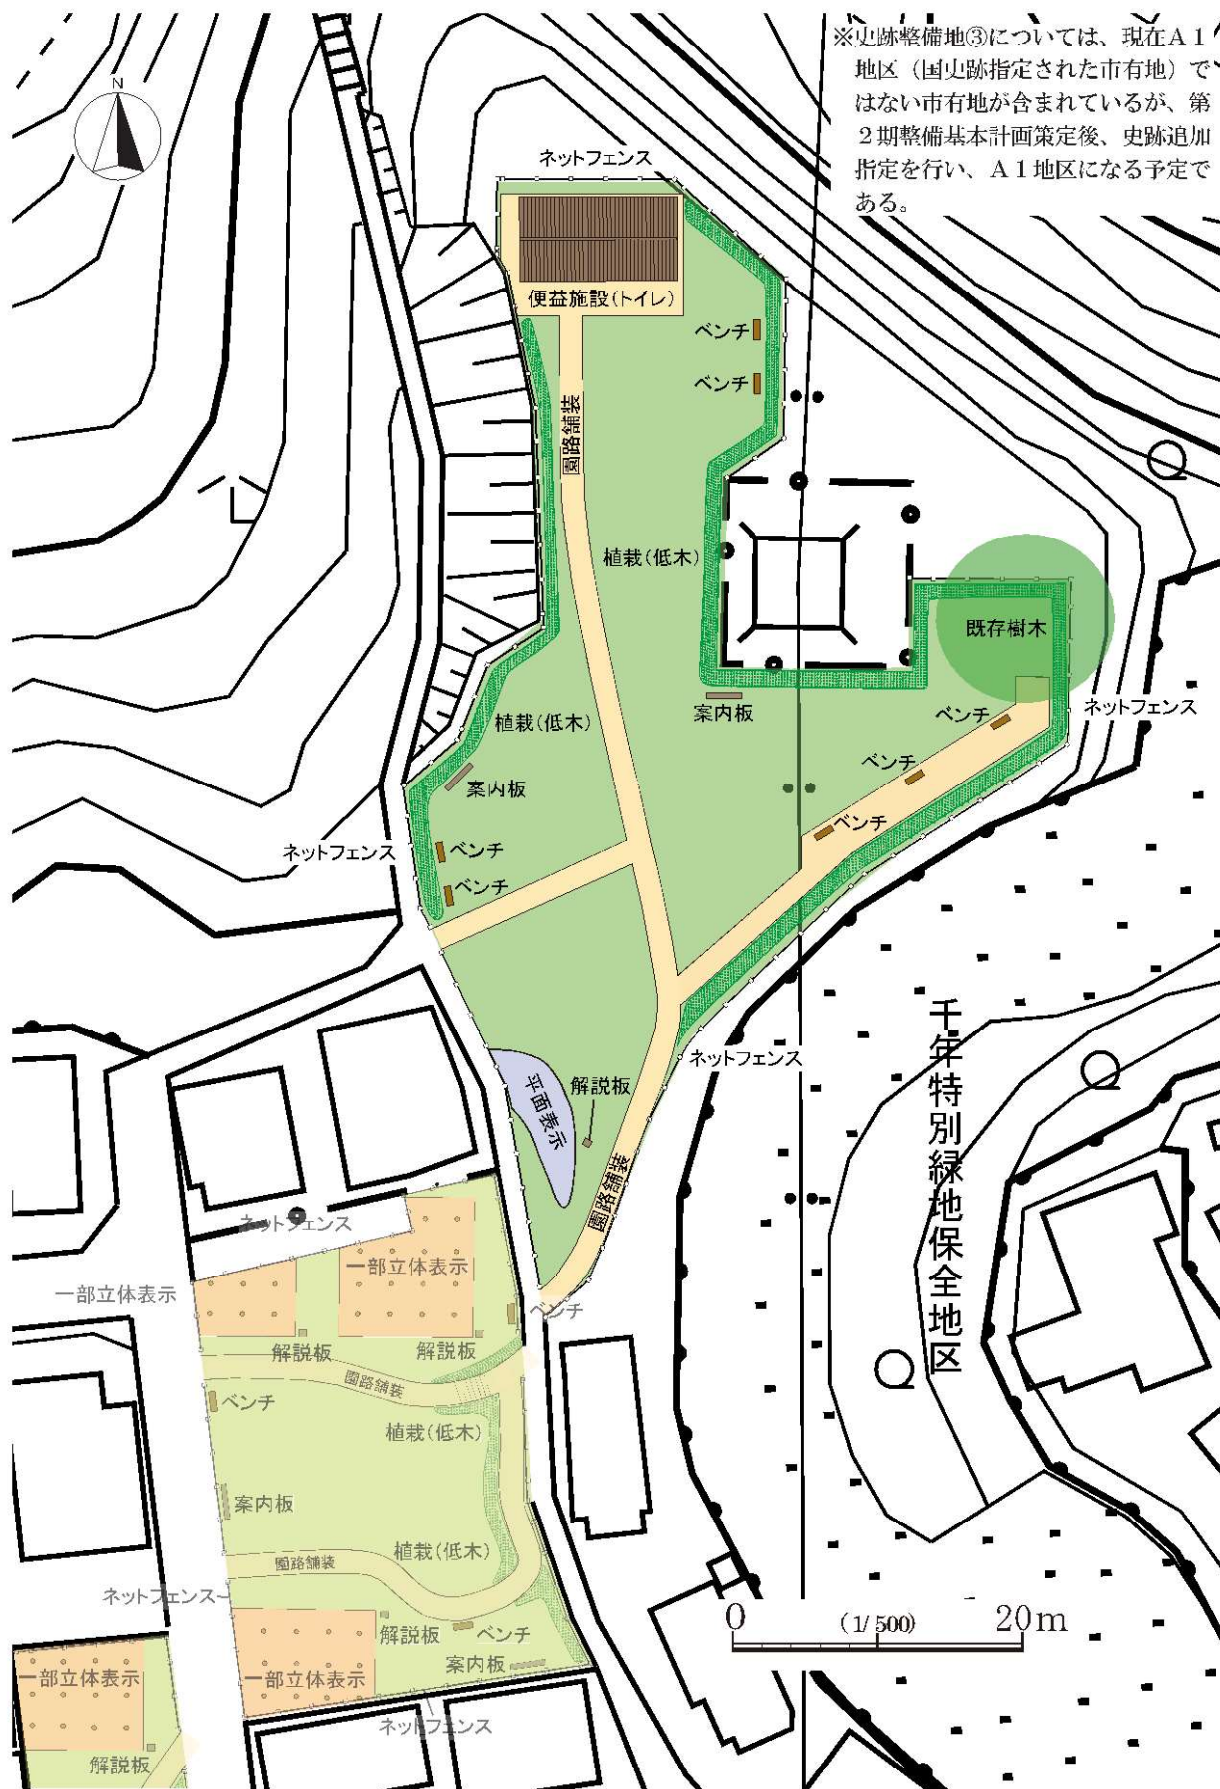 ※史跡整備地③については、現在Ａ１
地区（国史跡指定された市有地）で
はない市有地が含まれているが、第
２期整備基本計画策定後、史跡追加
指定を行い、Ａ１地区になる予定で
ある。
N
ネットフェンス
便益施設(トイレ)
ベンチ
ベンチ
園路舗装
植栽(低木)
既存樹木
植栽(低木)
案内板
ベンチ
ネットフェンス
ベンチ
案内板
ベンチ
ネットフェンス
ベンチ
ベンチ
千年特別緑地保全地区
ネットフェンス
平面表示
解説板
園路舗装
ネットフェンス
一部立体表示
一部立体表示
ベンチ
解説板
解説板
園路舗装
ベンチ
植栽(低木)
案内板
植栽(低木)
園路舗装
ネットフェンス
0
(1/500)
20m
解説板
ベンチ
案内板
一部立体表示
一部立体表示
ネットフェンス
解説板